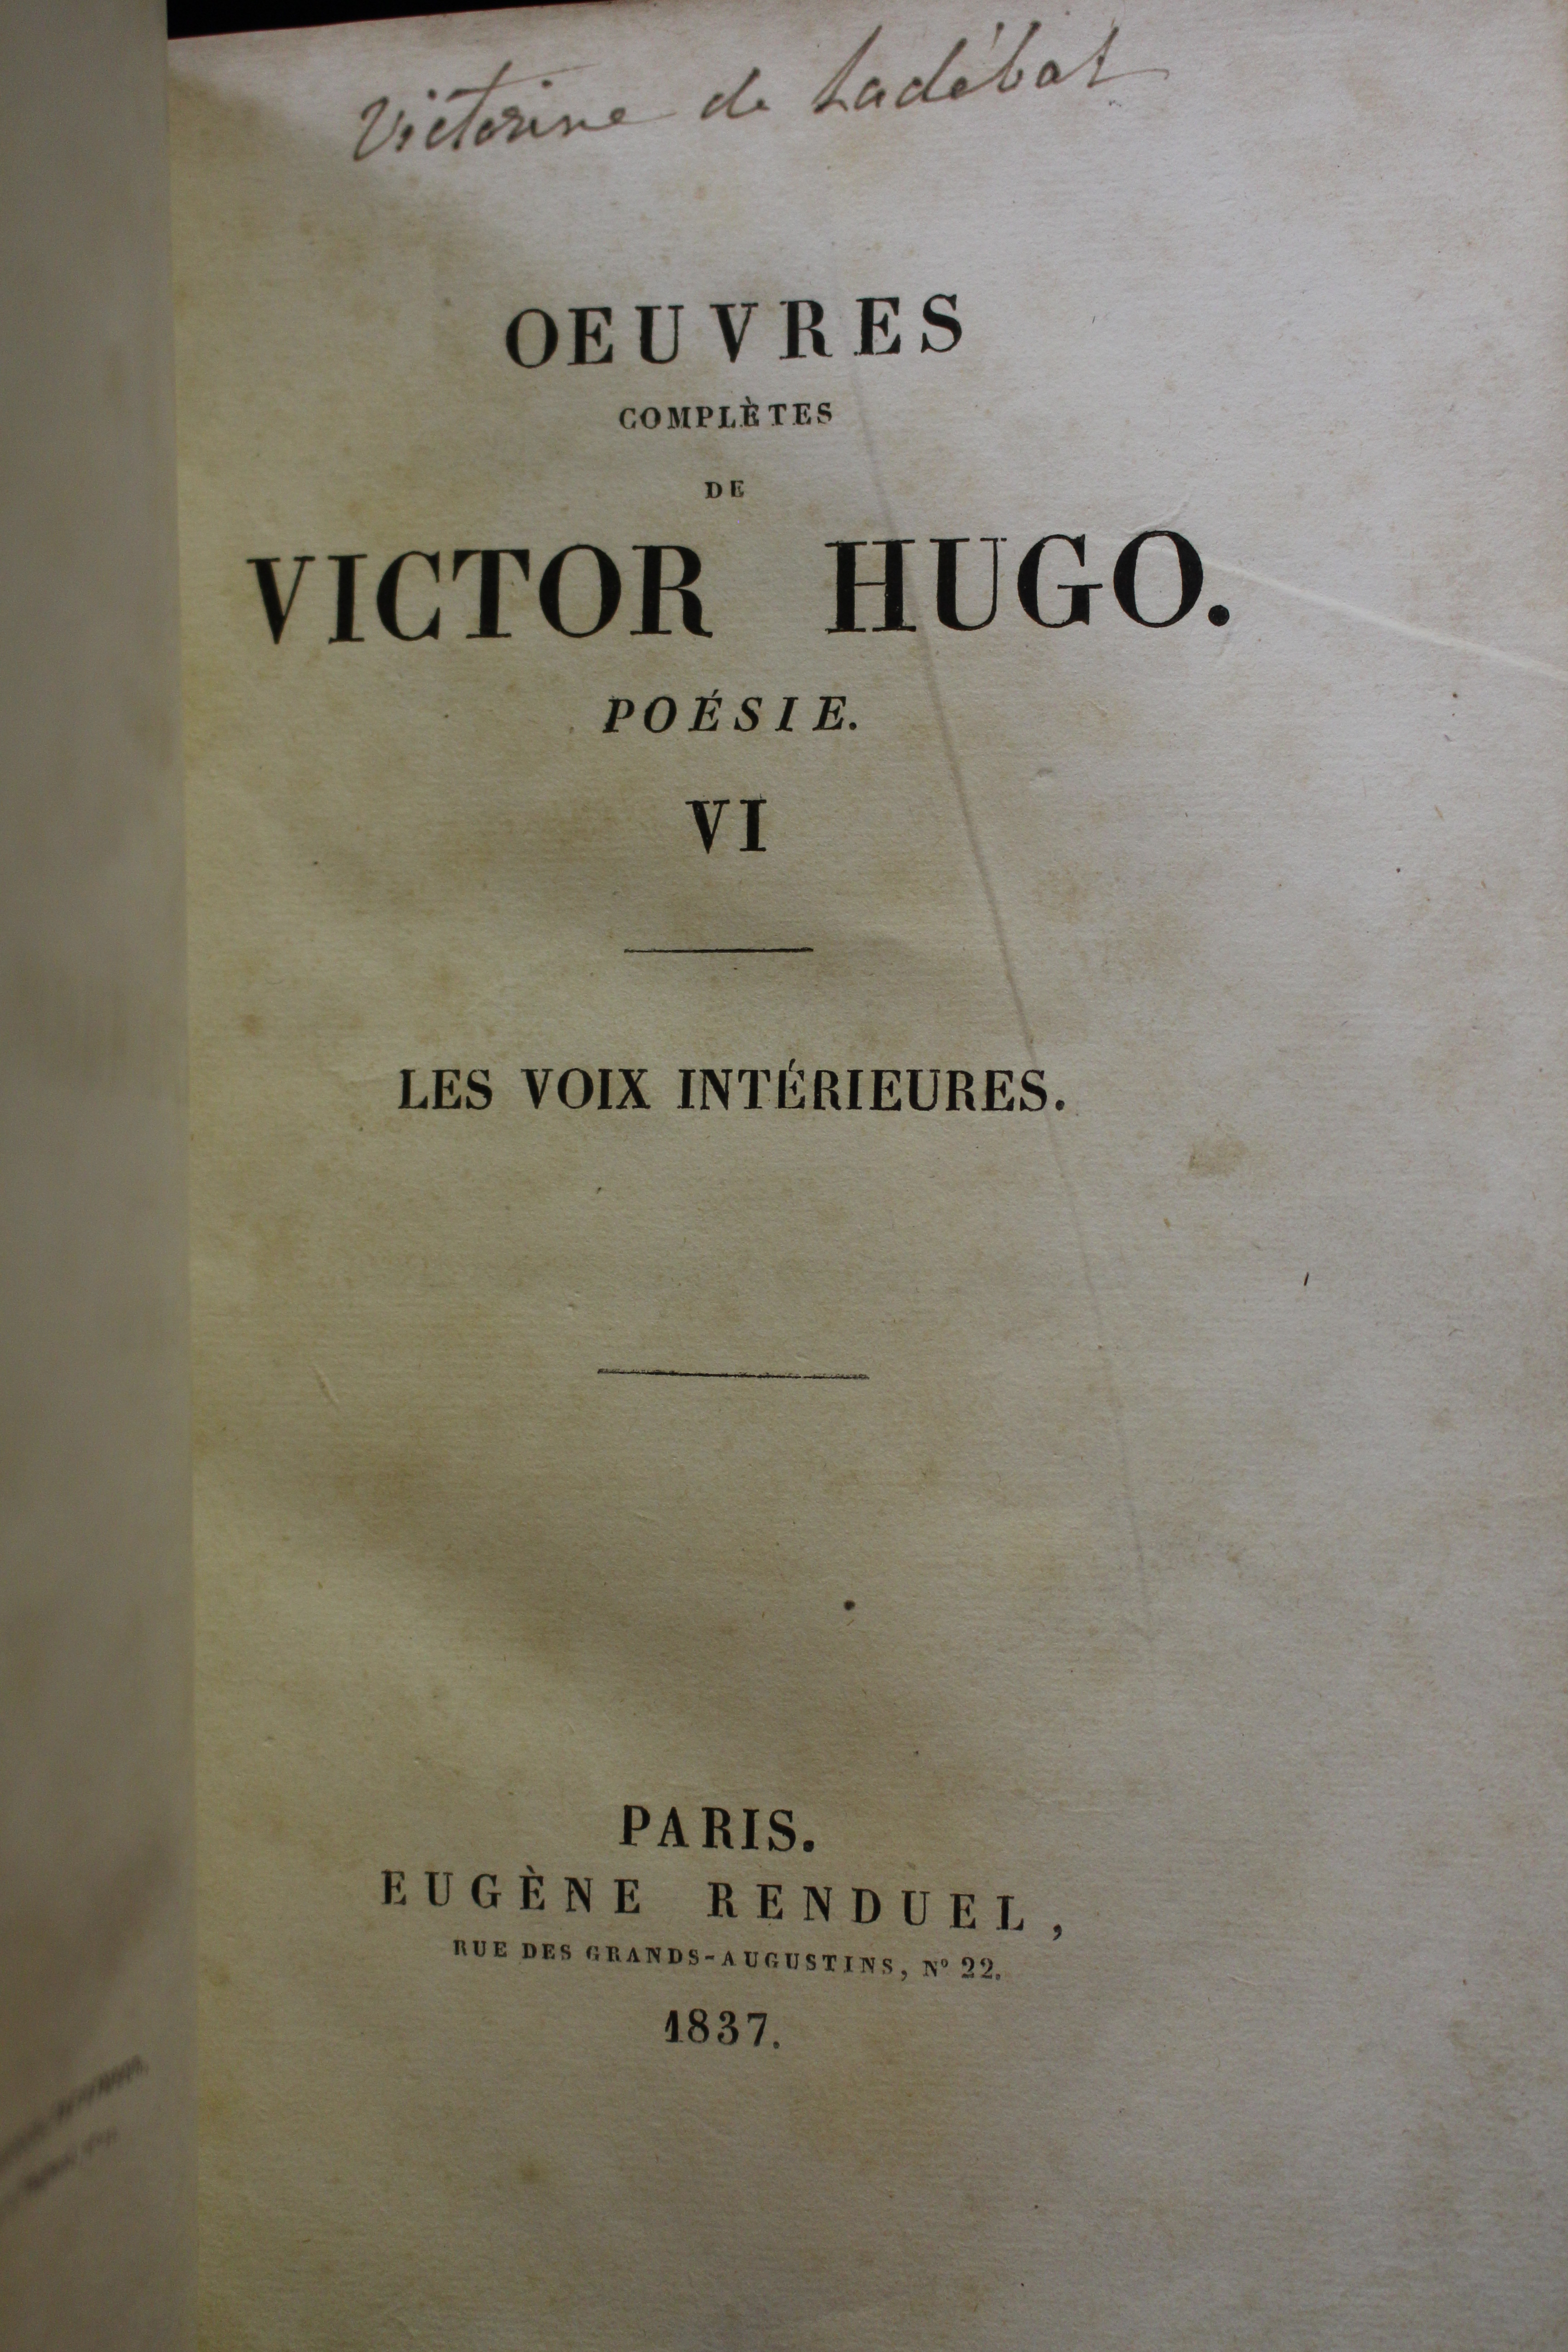 Victorine de Ladébat
OEUVRES
COMPLÈTES
DE
VICTOR HUGO.
POÉSIE.
VI
LES VOIX INTÉRIEURES.
PARIS.
EUGÈNE RENDUEL,
RUE DES GRANDS-AUGUSTINS, Nº 22.
1837.